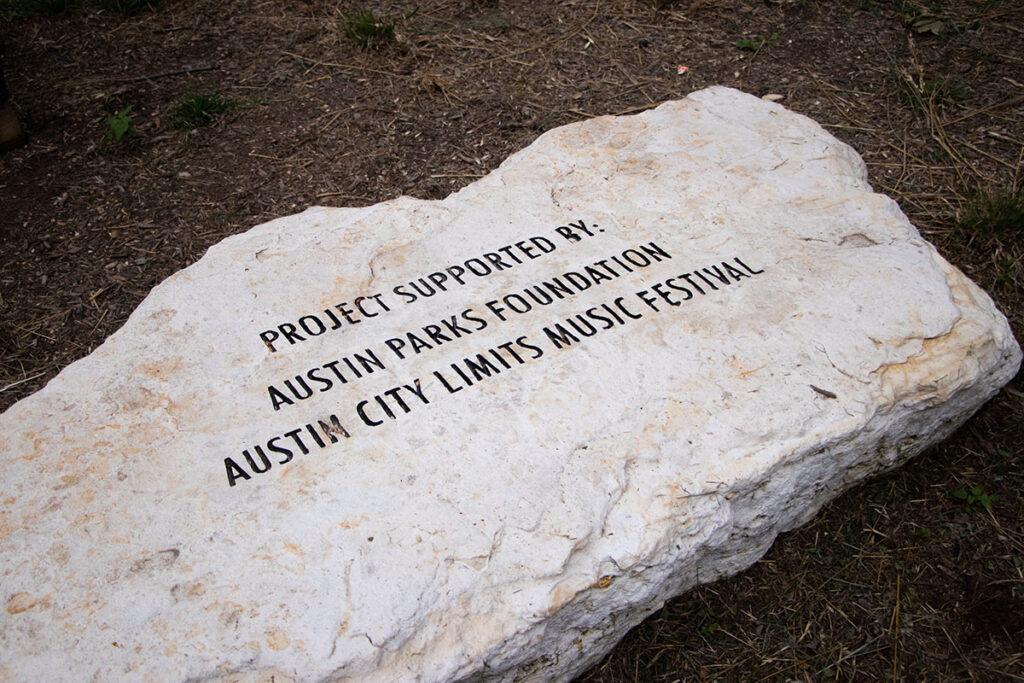 PROJECT SUPPORTED BY:
AUSTIN PARKS FOUNDATION
AUSTIN CITY LIMITS MUSIC FESTIVAL